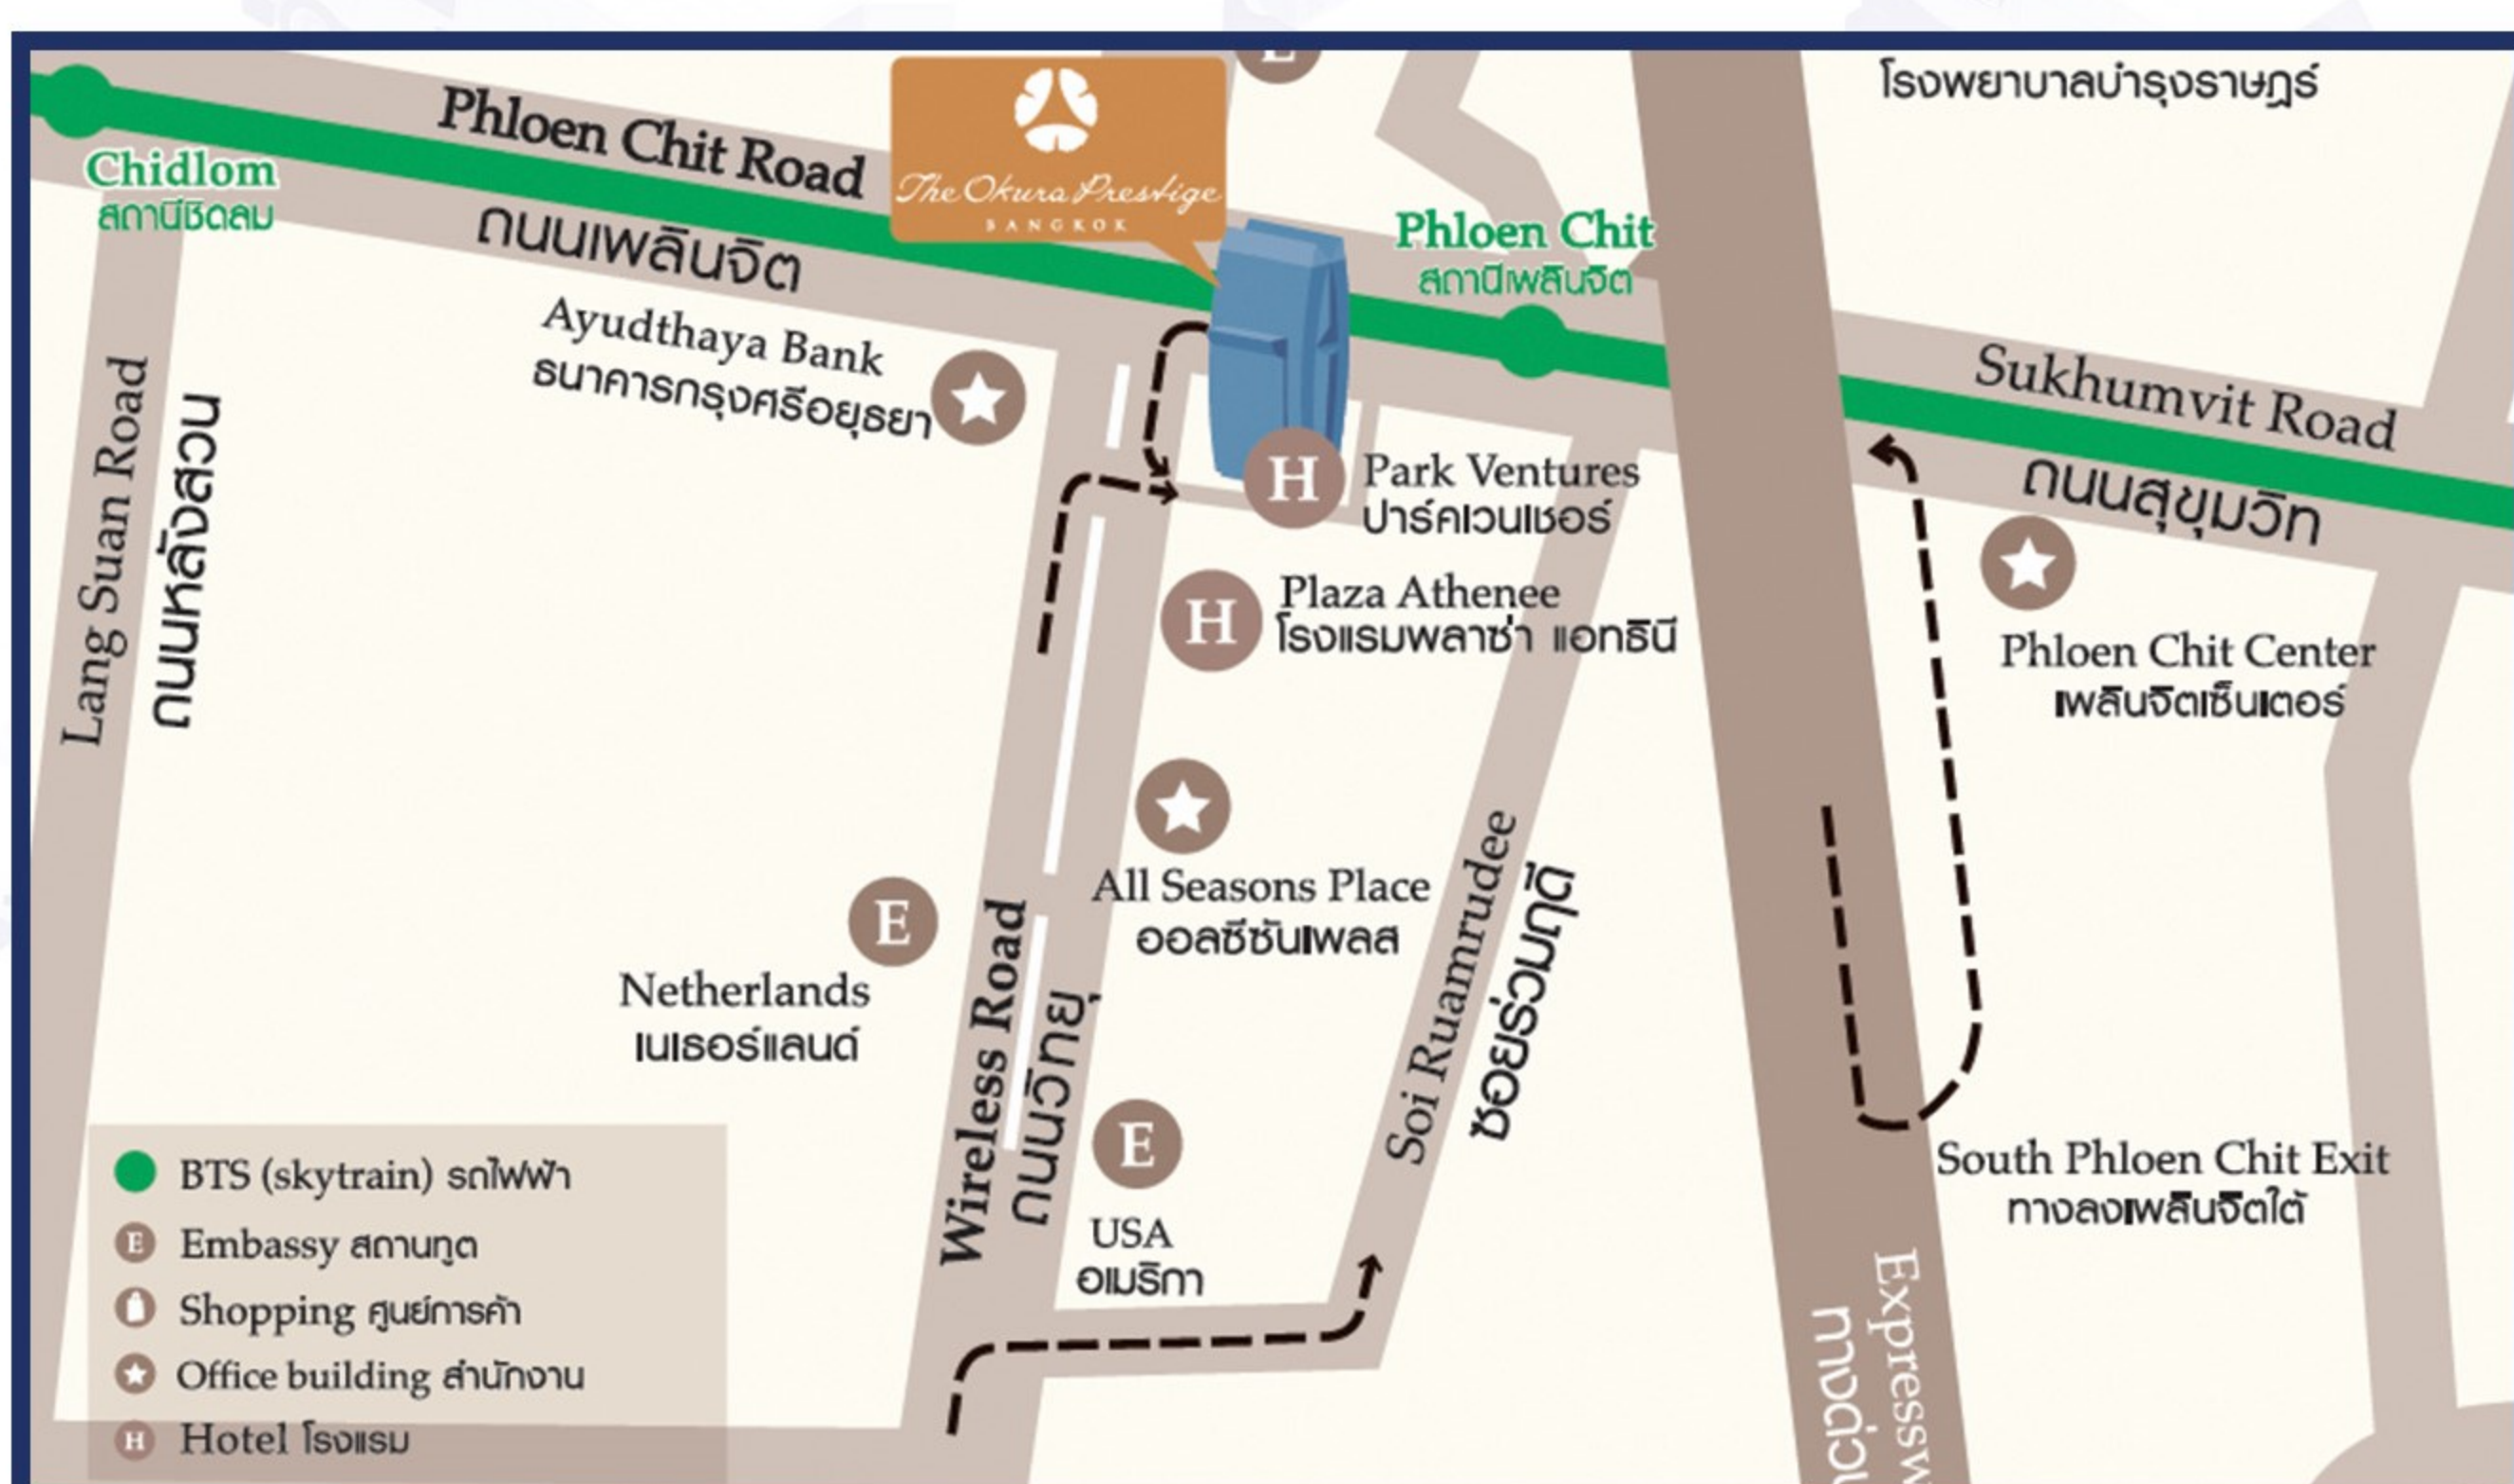 โรงพยาบาลบำรุงราษฎร์
Phloen Chit Road
ถนนเพลินจิต
The Okura Prestige
BANGKOK
Chidlom
สถานีชิดลม
Phloen Chit
สถานีเพลินจิต
Ayudthaya Bank
ธนาคารกรุงศรีอยุธยา
Sukhumvit Road
ถนนสุขุมวิท
Lang Suan Road
ถนนหลังสวน
H
Park Ventures
ปาร์คเวนเชอร์
H
Plaza Athenee
โรงแรมพลาซ่า แอทธินี
Phloen Chit Center
เพลินจิตเซ็นเตอร์
All Seasons Place
ออลซีซันเพลส
Soi Ruamrudee
ซอยร่วมฤดี
E
Netherlands
เนเธอร์แลนด์
Wireless Road
ถนนวิทยุ
E
USA
อเมริกา
South Phloen Chit Exit
ทางลงเพลินจิตใต้
BTS (skytrain) รถไฟฟ้า
E Embassy สถานทูต
Shopping ศูนย์การค้า
Office building สำนักงาน
H Hotel โรงแรม